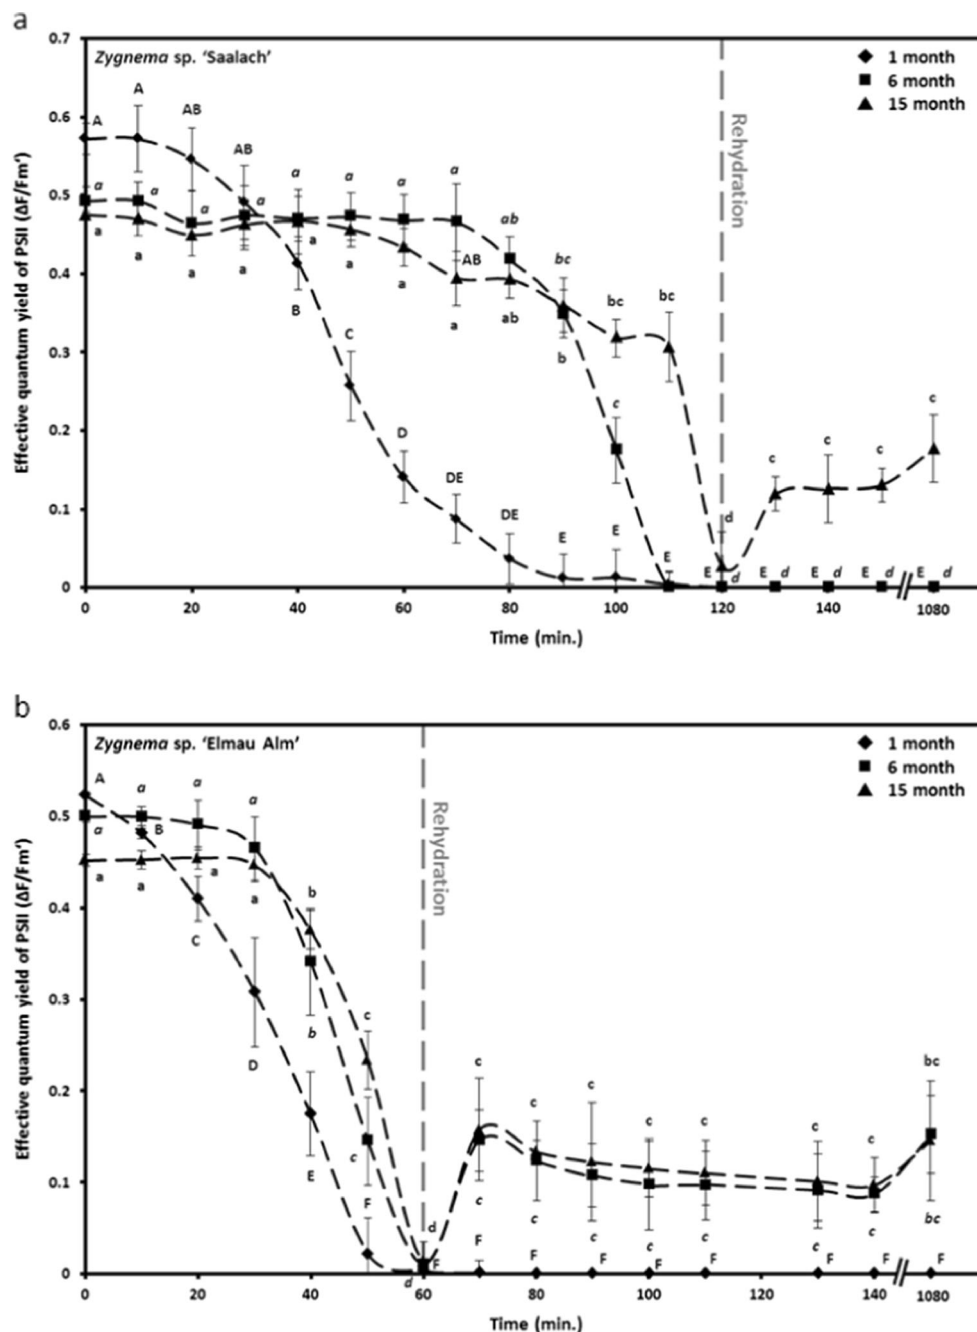 a
0.7
Zygnema sp. 'Saalach'
1 month
6 month
15 month
A
A
AB
AB
0.6
a
a
a
a
a
a
a
a
0.5
a
a
a
a
a
a
a
AB
ab
bc
0.4
B
C
a
ab
b
bc
bc
0.3
c
0.2
D
DE
DE
E
E
E
0.1
d
c
c
c
c
E
d
E
d
E
d
E
d
E
d
0
0
20
40
60
80
100
120
140
1080
Rehydration
Effective quantum yield of PSII (ΔF/Fm')
Time (min.)
b
0.6
Zygnema sp. 'Elmau Alm'
1 month
6 month
15 month
A
a
a
a
0.5
a
B
a
a
a
a
b
0.4
C
0.3
D
b
c
0.2
E
c
F
0.1
d
d
F
c
c
c
c
c
c
c
bc
c
c
c
c
c
c
c
bc
F
F
F
F
F
F
F
F
0
0
20
40
60
80
100
120
140
1080
Rehydration
Effective quantum yield of PSII (ΔF/Fm')
Time (min.)